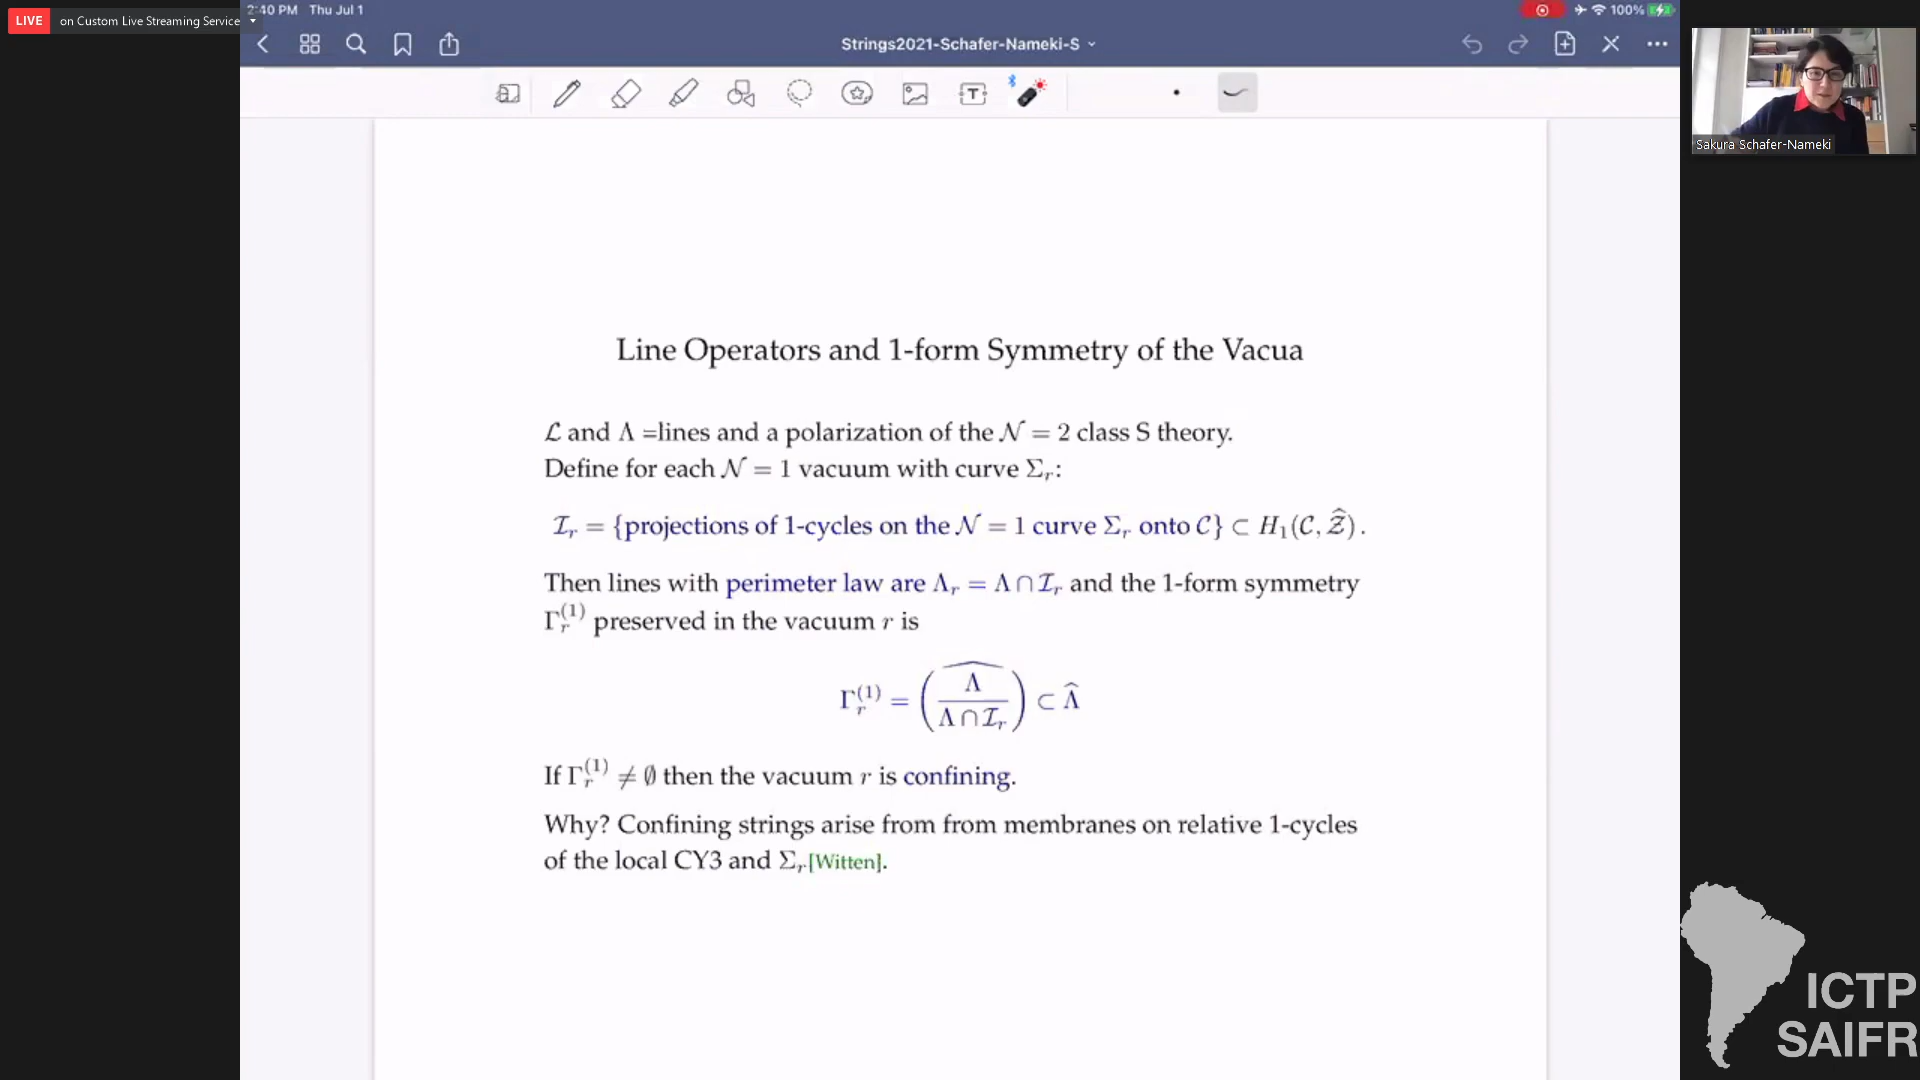 LIVE on Custom Live Streaming Service
2:40 PM Thu Jul 1
100%
Strings2021-Schafer-Nameki-S
Sakura Schafer-Nameki
Line Operators and 1-form Symmetry of the Vacua
ℒ and Λ =lines and a polarization of the 𝒩 = 2 class S theory.
Define for each 𝒩 = 1 vacuum with curve Σ_r:
ℐ_r = {projections of 1-cycles on the 𝒩 = 1 curve Σ_r onto 𝒞} ⊂ H_1(𝒞, \widehat{𝒵}).
Then lines with perimeter law are Λ_r = Λ ∩ ℐ_r and the 1-form symmetry
Γ_r^{(1)} preserved in the vacuum r is
Γ_r^{(1)} = \left(\widehat{\frac{Λ}{Λ ∩ ℐ_r}}\right) ⊂ \widehat{Λ}
If Γ_r^{(1)} ≠ ∅ then the vacuum r is confining.
Why? Confining strings arise from from membranes on relative 1-cycles
of the local CY3 and Σ_r[Witten].
ICTP
SAIFR